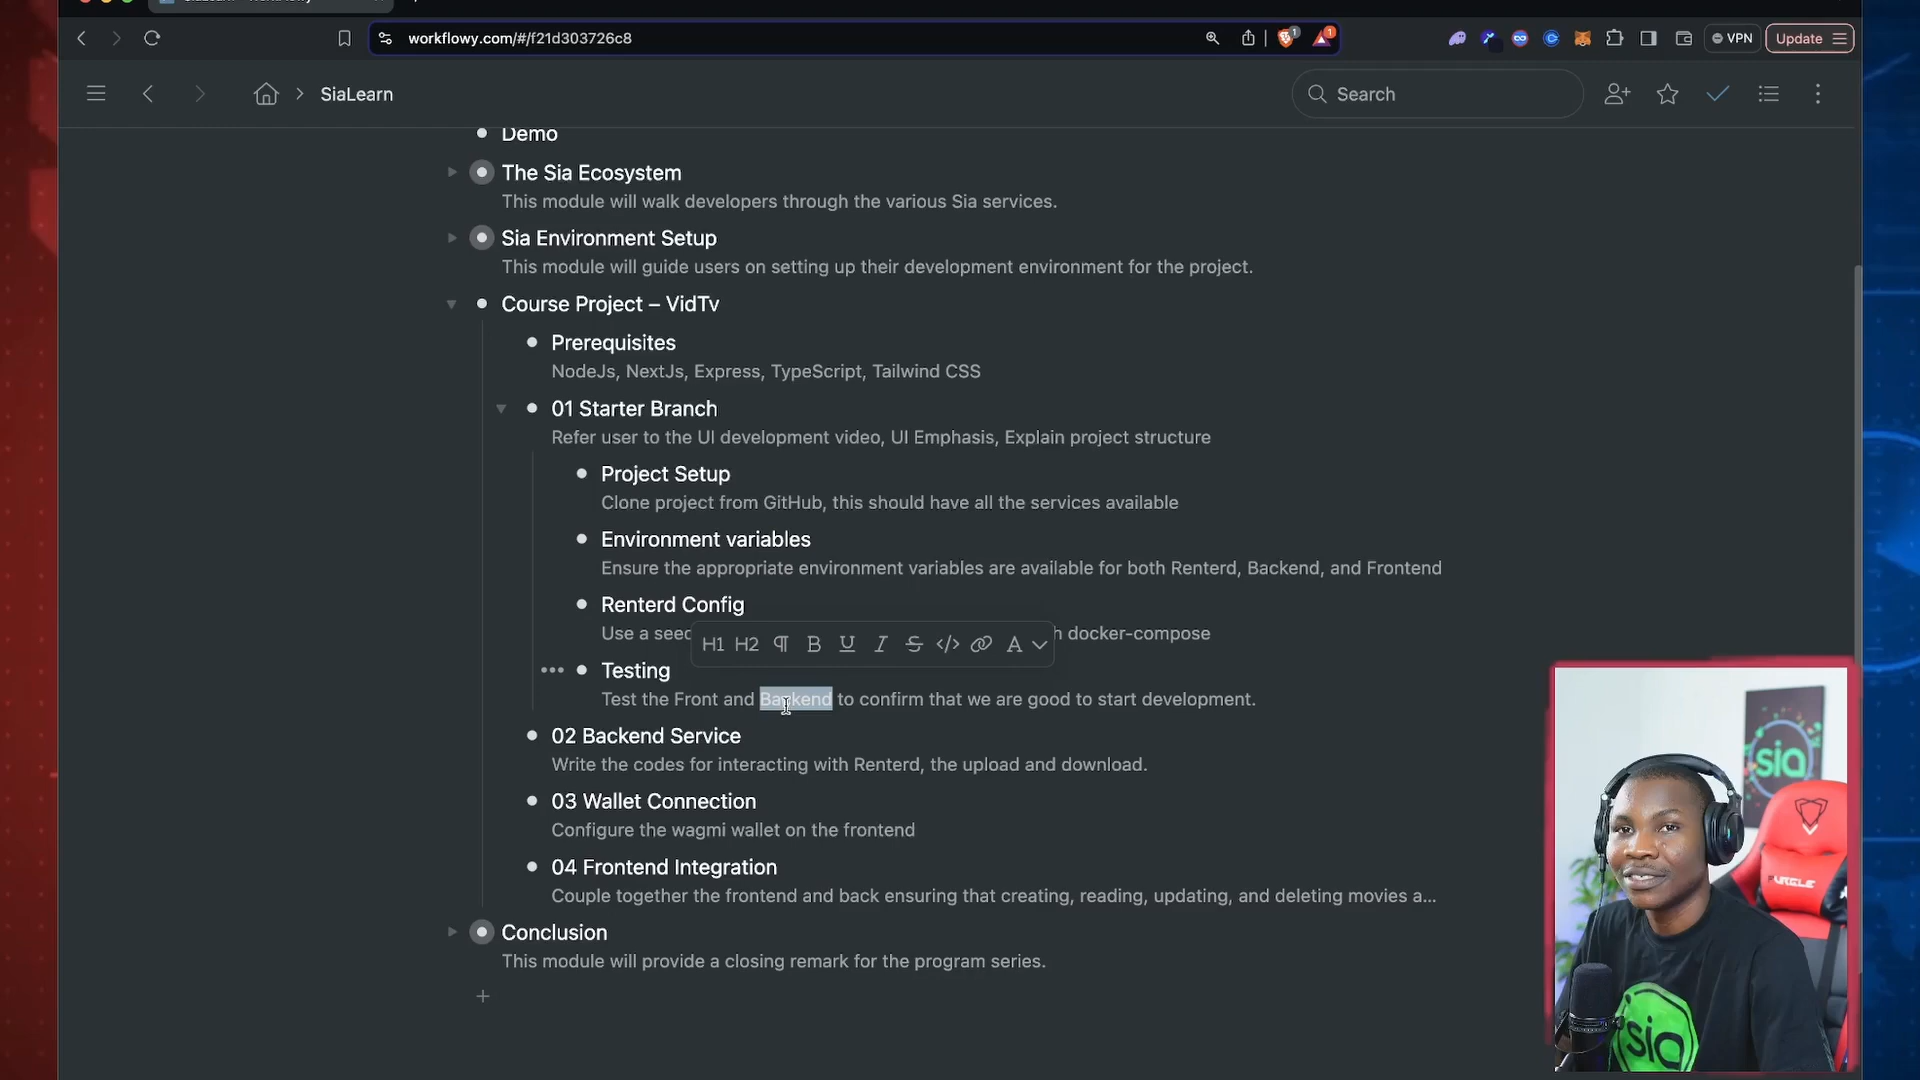 workflowy.com/#/f21d303726c8
1
1
VPN
Update
SiaLearn
Search
Demo
The Sia Ecosystem
This module will walk developers through the various Sia services.
Sia Environment Setup
This module will guide users on setting up their development environment for the project.
Course Project – VidTv
Prerequisites
NodeJs, NextJs, Express, TypeScript, Tailwind CSS
01 Starter Branch
Refer user to the UI development video, UI Emphasis, Explain project structure
Project Setup
Clone project from GitHub, this should have all the services available
Environment variables
Ensure the appropriate environment variables are available for both Renterd, Backend, and Frontend
Renterd Config
Use a seed docker-compose
H1 H2 ¶ B U I S </> A
Testing
Test the Front and Backend to confirm that we are good to start development.
02 Backend Service
Write the codes for interacting with Renterd, the upload and download.
03 Wallet Connection
Configure the wagmi wallet on the frontend
04 Frontend Integration
Couple together the frontend and back ensuring that creating, reading, updating, and deleting movies a...
Conclusion
This module will provide a closing remark for the program series.
sia
sia